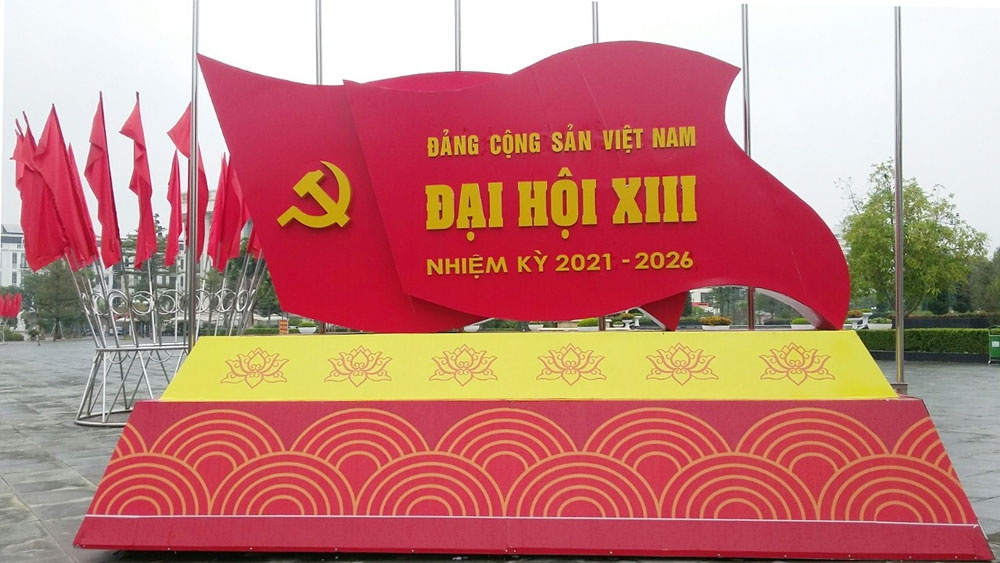 ĐẢNG CỘNG SẢN VIỆT NAM
ĐẠI HỘI XIII
NHIỆM KỲ 2021 - 2026